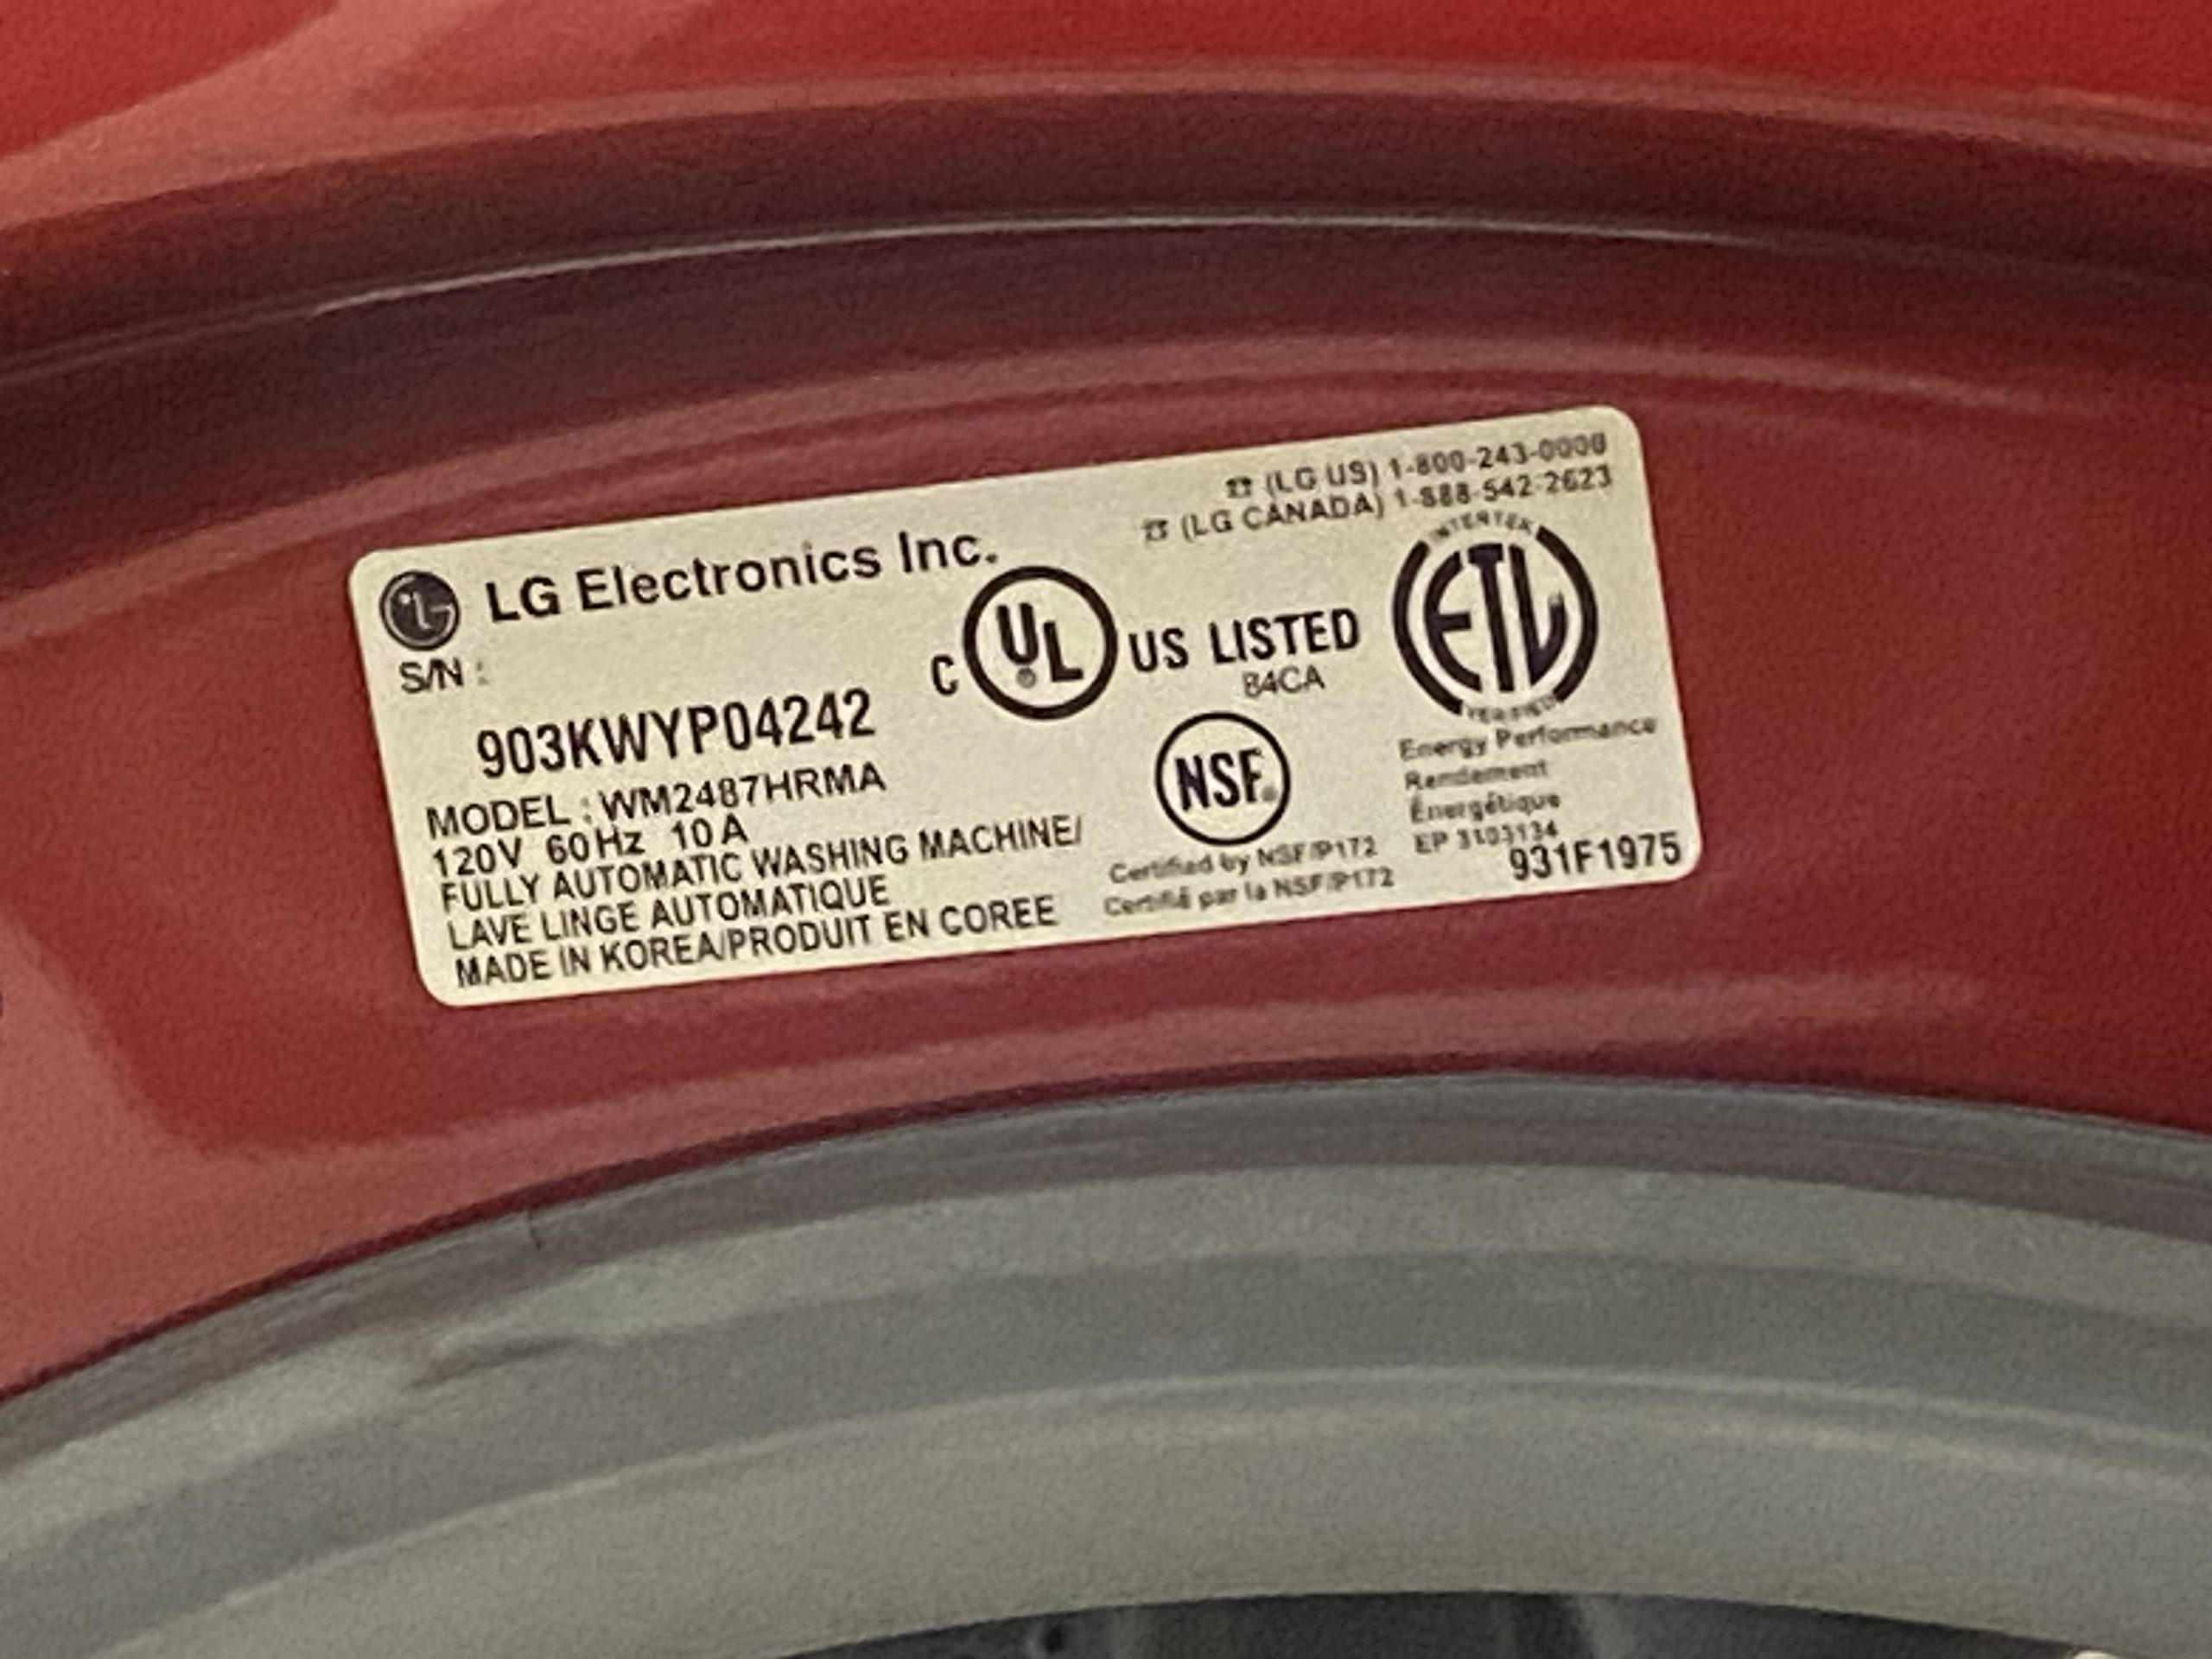 ☎ (LG US) 1-800-243-0000
☎ (LG CANADA) 1-888-542-2623
LG LG Electronics Inc.
S/N :
903KWYP04242
MODEL : WM2487HRMA
120V 60Hz 10A
FULLY AUTOMATIC WASHING MACHINE/
LAVE LINGE AUTOMATIQUE
MADE IN KOREA/PRODUIT EN COREE
C UL ® US LISTED
84CA
NSF®
Certified by NSF/P172
Certifié par la NSF/P172
INTERTEK
ETL
VERIFIED
Energy Performance
Rendement
Énergétique
EP 3103134
931F1975